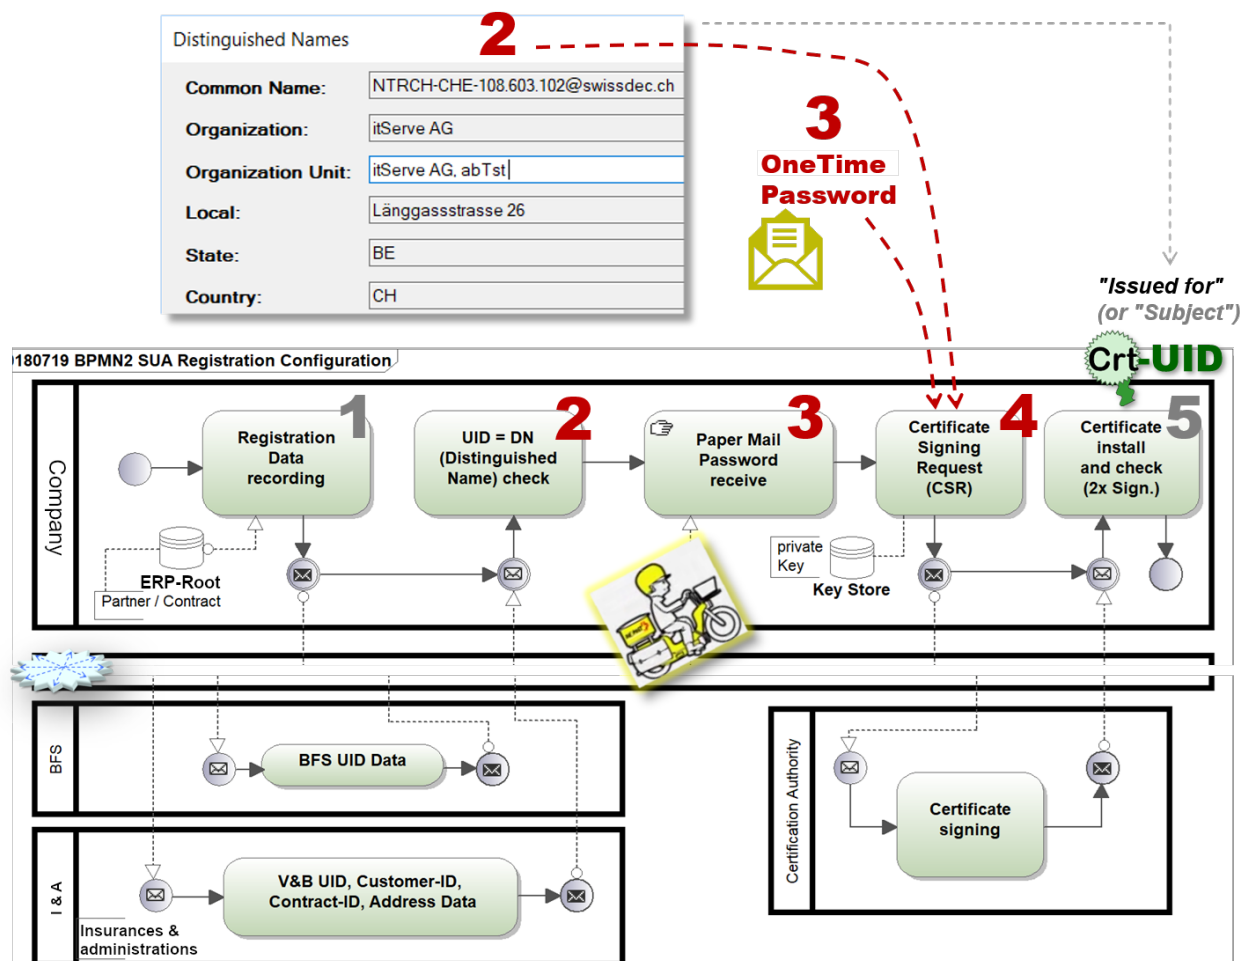 Distinguished Names
2
Common Name:
NTRCH-CHE-108.603.102@swissdec.ch
Organization:
itServe AG
Organization Unit:
itServe AG, abTst
Local:
Länggassstrasse 26
State:
BE
Country:
CH
3
OneTime
Password
"Issued for"
(or "Subject")
Crt-UID
0180719 BPMN2 SUA Registration Configuration
Company
1
Registration
Data
recording
2
UID = DN
(Distinguished
Name) check
3
Paper Mail
Password
receive
4
Certificate
Signing
Request
(CSR)
5
Certificate
install
and check
(2x Sign.)
ERP-Root
Partner / Contract
private
Key
Key Store
BFS
BFS UID Data
I & A
V&B UID, Customer-ID,
Contract-ID, Address Data
Insurances &
administrations
Certification Authority
Certificate
signing